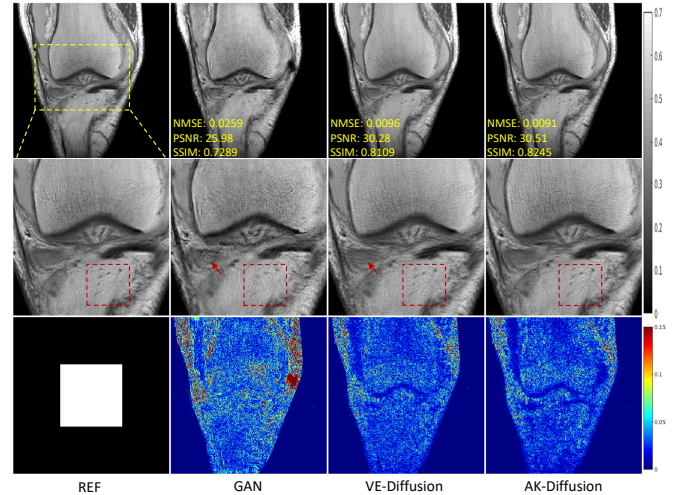 0.7
0.6
0.5
0.4
0.3
0.2
0.1
0
NMSE: 0.0259
PSNR: 25.98
SSIM: 0.7289
NMSE: 0.0096
PSNR: 30.28
SSIM: 0.8109
NMSE: 0.0091
PSNR: 30.51
SSIM: 0.8245
0.15
0.1
0.05
0
REF
GAN
VE-Diffusion
AK-Diffusion